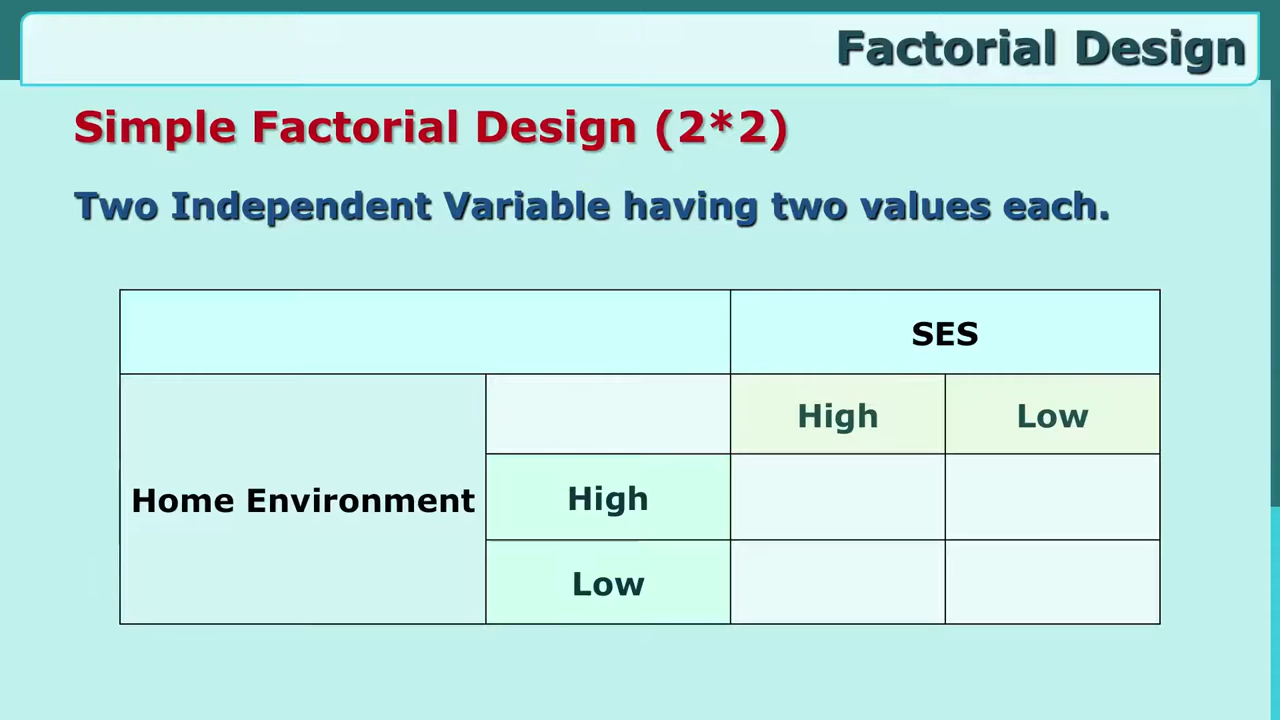 Factorial Design
Simple Factorial Design (2*2)
Two Independent Variable having two values each.
SES
High Low
Home Environment
High
Low